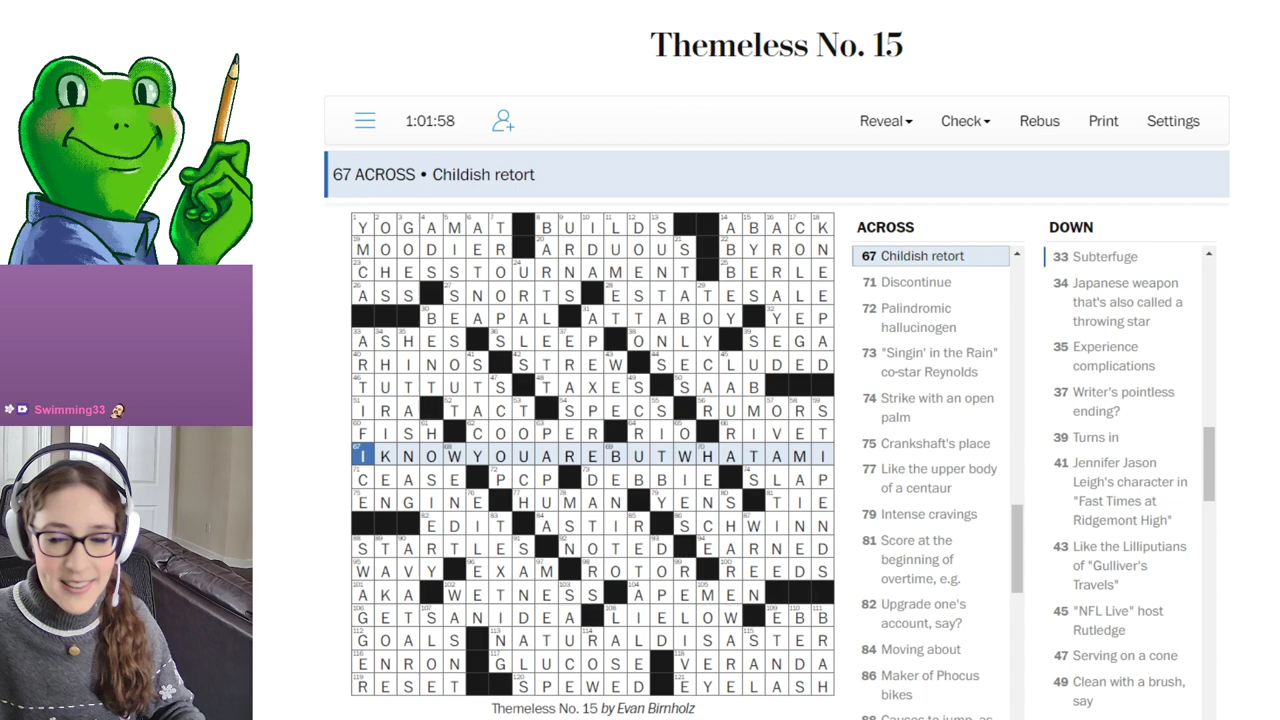 Themeless No. 15
1:01:58
Reveal Check Rebus Print Settings
67 ACROSS • Childish retort
YOGAMAT BUILDS ABACK
MOODIER ARDUOUS BYRON
CHESSTOURNAMENT BERLE
ASS SNORTS ESTATESALE
BEAPAL ATTABOY YEP
ASHES SLEEP ONLY SEGA
RHINOS STREW SECLUDED
TUTTUTS TAXES SAAB
IRA TACT SPECS RUMORS
FISH COOPER RIO RIVET
IKNOWYOUAREBUTWHATAMI
CEASE PCP DEBBIE SLAP
ENGINE HUMAN YENS TIE
EDIT ASTIR SCHWINN
STARTLES NOTED EARNED
WAVY EXAM ROTOR REEDS
AKA WETNESS APEMEN
GETSANIDEA LIELOW EBB
GOALS NATURALDISASTER
ENRON GLUCOSE VERANDA
RESET SPEWED EYELASH
Themeless No. 15 by Evan Birnholz
ACROSS
67 Childish retort
71 Discontinue
72 Palindromic
hallucinogen
73 "Singin' in the Rain"
co-star Reynolds
74 Strike with an open
palm
75 Crankshaft's place
77 Like the upper body
of a centaur
79 Intense cravings
81 Score at the
beginning of
overtime, e.g.
82 Upgrade one's
account, say?
84 Moving about
86 Maker of Phocus
bikes
88 Causes to jump, as
DOWN
33 Subterfuge
34 Japanese weapon
that's also called a
throwing star
35 Experience
complications
37 Writer's pointless
ending?
39 Turns in
41 Jennifer Jason
Leigh's character in
"Fast Times at
Ridgemont High"
43 Like the Lilliputians
of "Gulliver's
Travels"
45 "NFL Live" host
Rutledge
47 Serving on a cone
49 Clean with a brush,
say
Swimming33